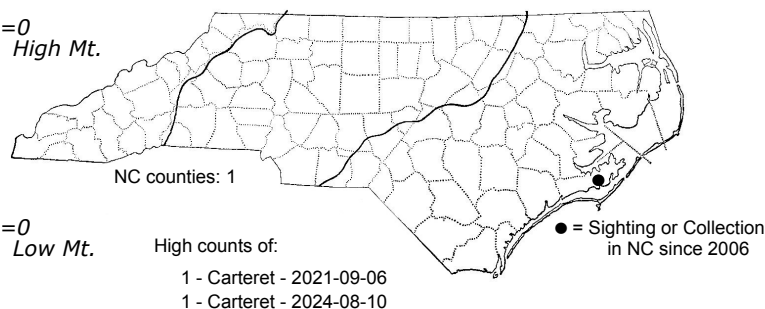 =0
High Mt.
NC counties: 1
=0
Low Mt.
High counts of:
1 - Carteret - 2021-09-06
1 - Carteret - 2024-08-10
● = Sighting or Collection
in NC since 2006